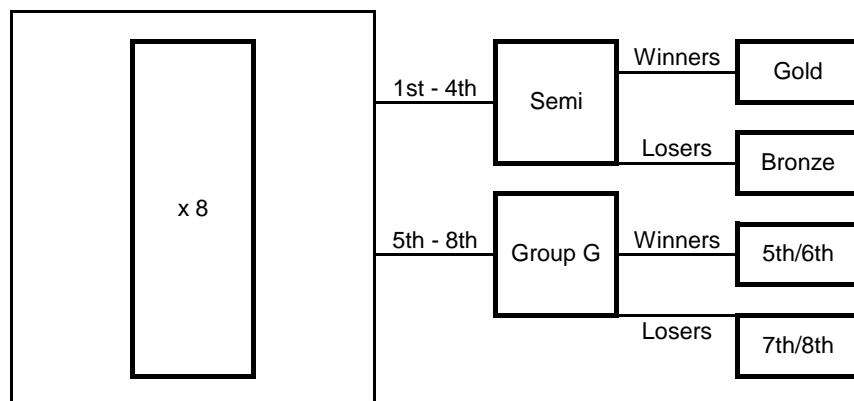 x 8
1st - 4th
5th - 8th
Semi
Group G
Winners
Losers
Winners
Losers
Gold
Bronze
5th/6th
7th/8th